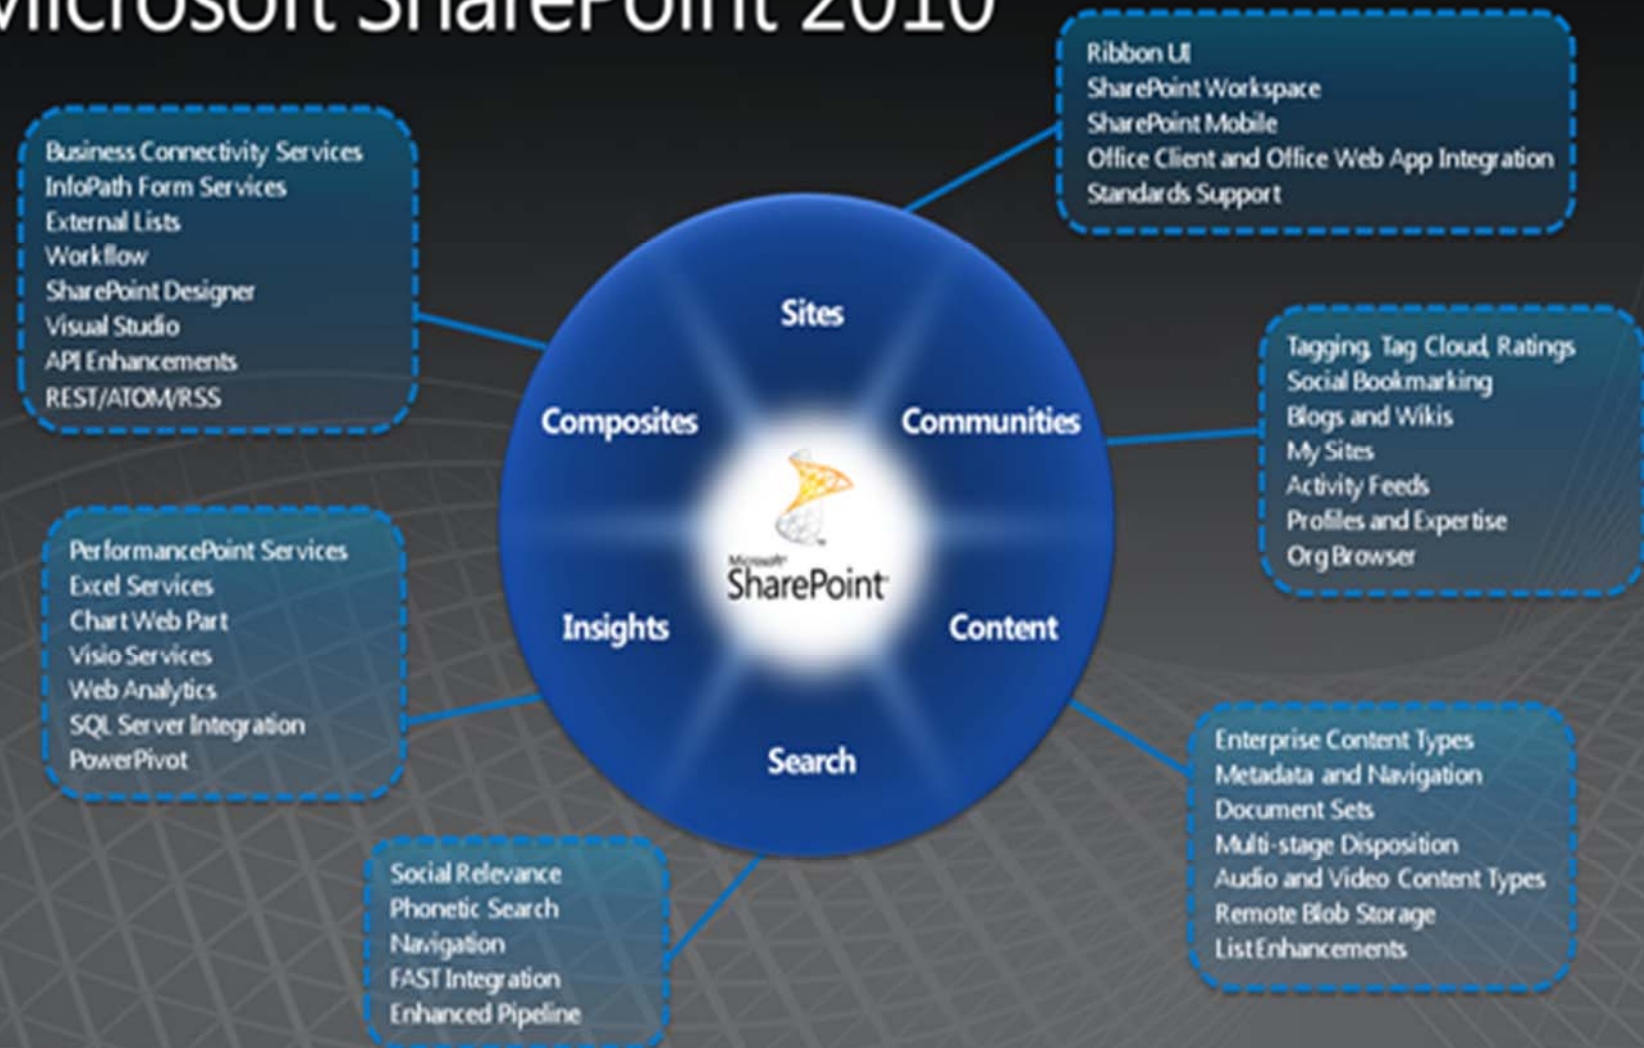 Microsoft SharePoint 2010
Ribbon UI
SharePoint Workspace
SharePoint Mobile
Office Client and Office Web App Integration
Standards Support
Business Connectivity Services
InfoPath Form Services
External Lists
Workflow
SharePoint Designer
Visual Studio
API Enhancements
REST/ATOM/RSS
Sites
Composites
Communities
Insights
Content
Search
Microsoft
SharePoint
Tagging, Tag Cloud, Ratings
Social Bookmarking
Blogs and Wikis
My Sites
Activity Feeds
Profiles and Expertise
Org Browser
PerformancePoint Services
Excel Services
Chart Web Part
Visio Services
Web Analytics
SQL Server Integration
PowerPivot
Enterprise Content Types
Metadata and Navigation
Document Sets
Multi-stage Disposition
Audio and Video Content Types
Remote Blob Storage
List Enhancements
Social Relevance
Phonetic Search
Navigation
FAST Integration
Enhanced Pipeline